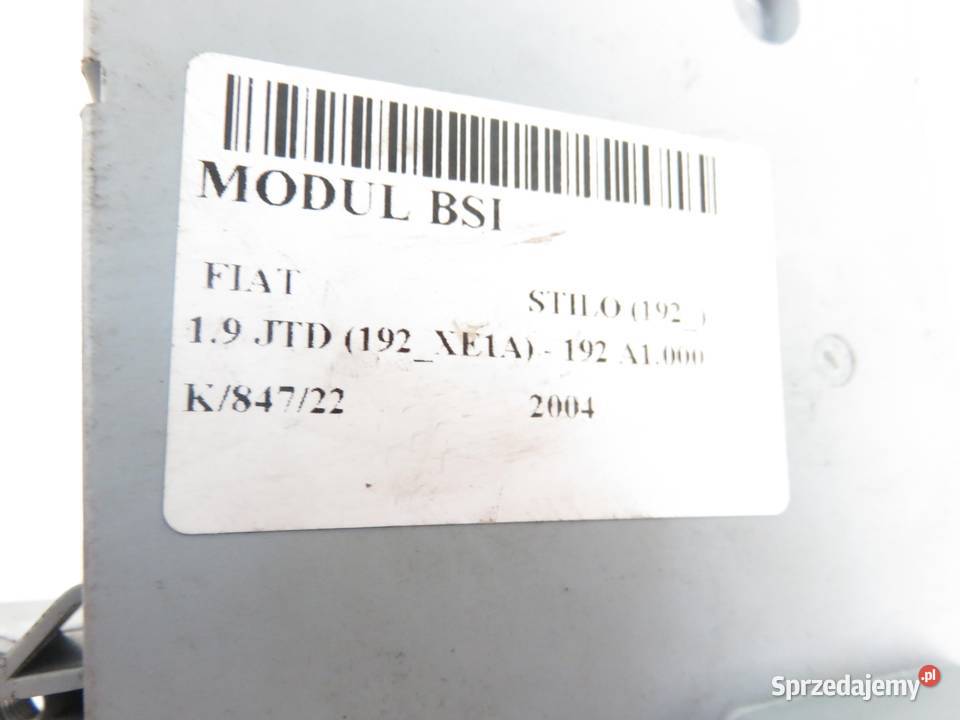 MODUL BSI
FIAT STILO (192_)
1.9 JTD (192_XE1A) - 192 A1.000
K/847/22 2004
Sprzedajemy.pl